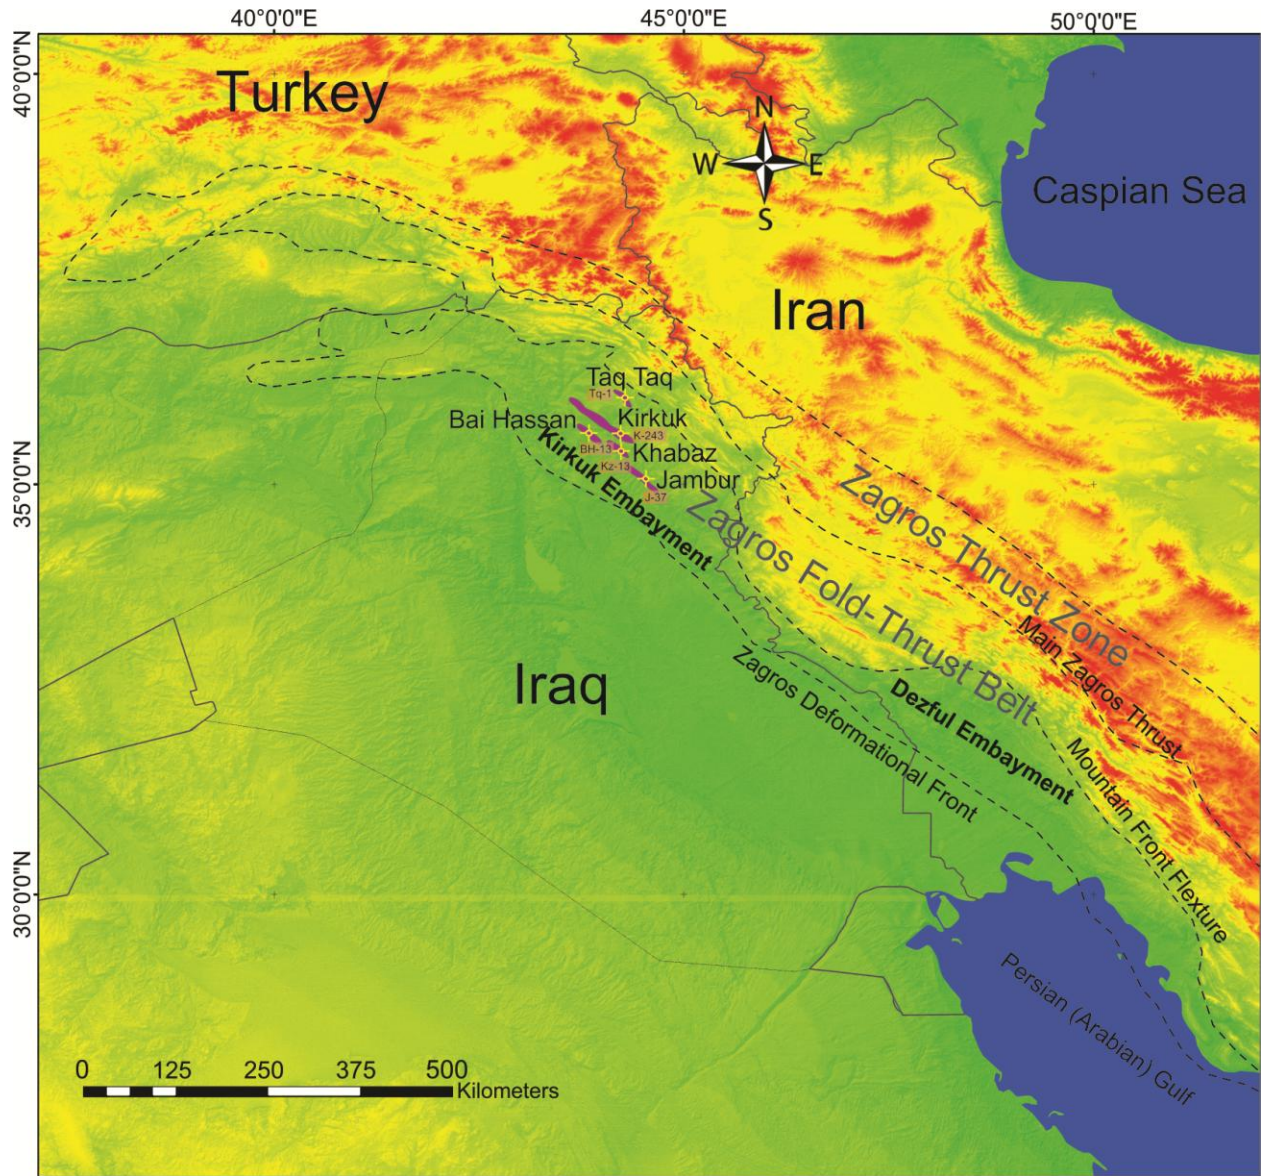 40°0'0"E
45°0'0"E
50°0'0"E
40°0'0"N
35°0'0"N
30°0'0"N
Turkey
N
W
E
S
Caspian Sea
Iran
Taq Taq
Tq-1
Bai Hassan
Kirkuk
K-243
BH-13
Khabaz
Kz-13
Jambur
J-37
Kirkuk Embayment
Zagros Thrust Zone
Zagros Fold-Thrust Belt
Main Zagros Thrust
Iraq
Zagros Deformational Front
Dezful Embayment
Mountain Front Flexture
Persian (Arabian) Gulf
0 125 250 375 500
Kilometers